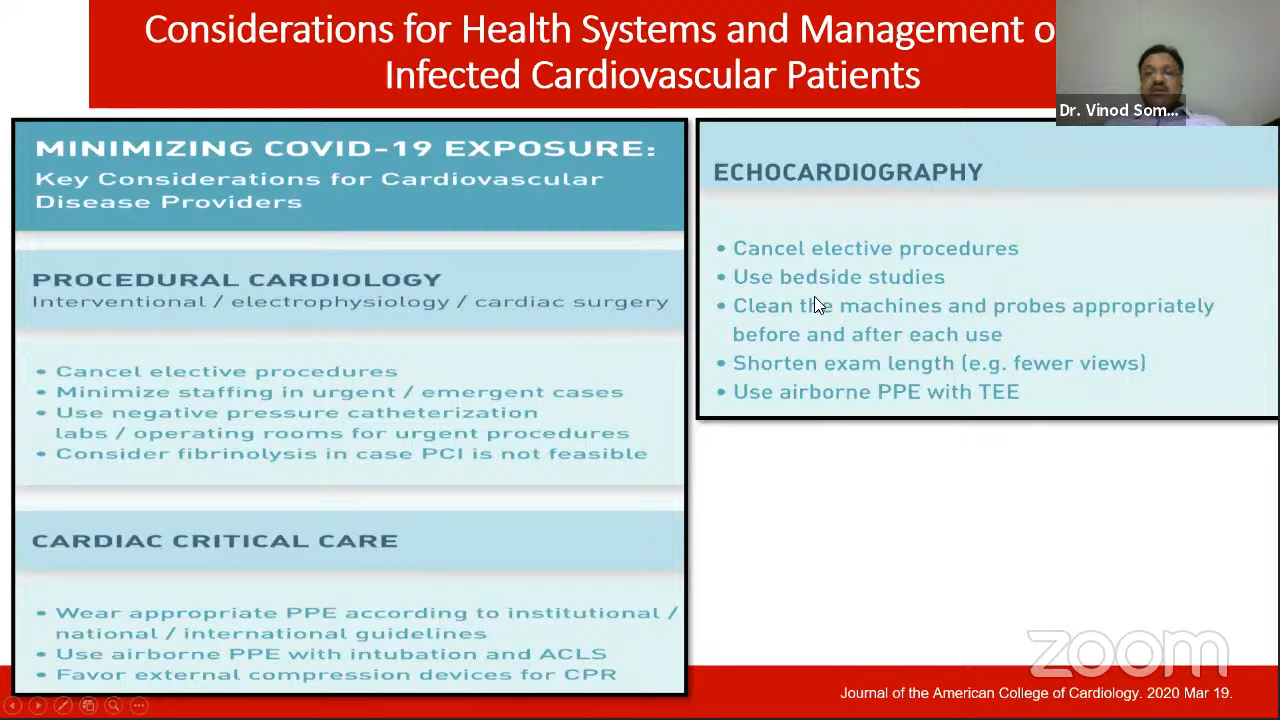 Considerations for Health Systems and Management o
Infected Cardiovascular Patients
Dr. Vinod Som...
MINIMIZING COVID-19 EXPOSURE:
Key Considerations for Cardiovascular
Disease Providers
PROCEDURAL CARDIOLOGY
Interventional / electrophysiology / cardiac surgery
• Cancel elective procedures
• Minimize staffing in urgent / emergent cases
• Use negative pressure catheterization
labs / operating rooms for urgent procedures
• Consider fibrinolysis in case PCI is not feasible
CARDIAC CRITICAL CARE
• Wear appropriate PPE according to institutional /
national / international guidelines
• Use airborne PPE with intubation and ACLS
• Favor external compression devices for CPR
ECHOCARDIOGRAPHY
• Cancel elective procedures
• Use bedside studies
• Clean the machines and probes appropriately
before and after each use
• Shorten exam length (e.g. fewer views)
• Use airborne PPE with TEE
zoom
Journal of the American College of Cardiology. 2020 Mar 19.